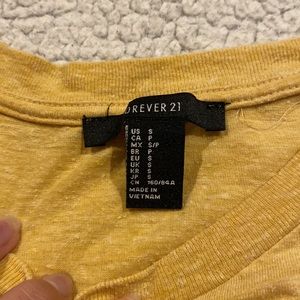 OREVER 21
US S
CA P
MX S/P
BR P
EU S
UK S
KR S
JP S
CN 160/84A
MADE IN
VIETNAM